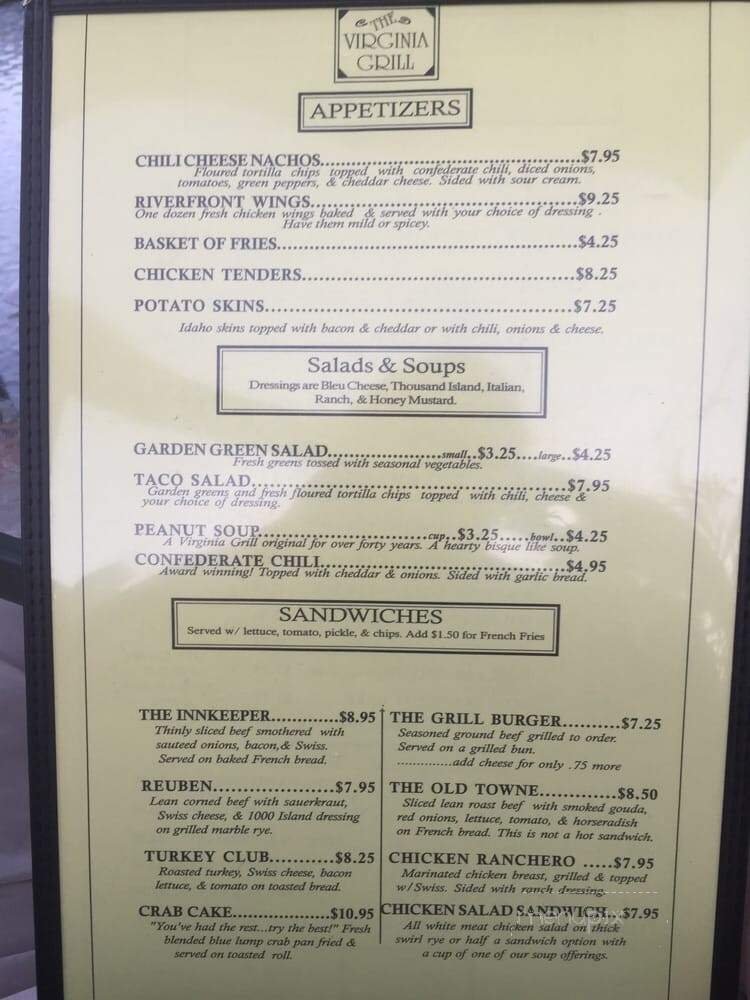 THE
VIRGINIA
GRILL
APPETIZERS
CHILI CHEESE NACHOS.......................................$7.95
Floured tortilla chips topped with confederate chili, diced onions,
tomatoes, green peppers, & cheddar cheese. Sided with sour cream.
RIVERFRONT WINGS.......................................$9.25
One dozen fresh chicken wings baked & served with your choice of dressing .
Have them mild or spicey.
BASKET OF FRIES.............................................$4.25
CHICKEN TENDERS.........................................$8.25
POTATO SKINS..............................................$7.25
Idaho skins topped with bacon & cheddar or with chili, onions & cheese.
Salads & Soups
Dressings are Bleu Cheese, Thousand Island, Italian,
Ranch, & Honey Mustard.
GARDEN GREEN SALAD.................small..$3.25....large..$4.25
Fresh greens tossed with seasonal vegetables.
TACO SALAD...............................................$7.95
Garden greens and fresh floured tortilla chips topped with chili, cheese &
your choice of dressing.
PEANUT SOUP.........................cup..$3.25.....bowl..$4.25
A Virginia Grill original for over forty years. A hearty bisque like soup.
CONFEDERATE CHILI.....................................$4.95
Award winning! Topped with cheddar & onions. Sided with garlic bread.
SANDWICHES
Served w/ lettuce, tomato, pickle, & chips. Add $1.50 for French Fries
THE INNKEEPER.............$8.95
Thinly sliced beef smothered with
sauteed onions, bacon,& Swiss.
Served on baked French bread.
REUBEN.......................$7.95
Lean corned beef with sauerkraut,
Swiss cheese, & 1000 Island dressing
on grilled marble rye.
TURKEY CLUB............$8.25
Roasted turkey, Swiss cheese, bacon
lettuce, & tomato on toasted bread.
CRAB CAKE..................$10.95
"You've had the rest...try the best!" Fresh
blended blue lump crab pan fried &
served on toasted roll.
THE GRILL BURGER..........$7.25
Seasoned ground beef grilled to order.
Served on a grilled bun.
..............add cheese for only .75 more
THE OLD TOWNE.............$8.50
Sliced lean roast beef with smoked gouda,
red onions, lettuce, tomato, & horseradish
on French bread. This is not a hot sandwich.
CHICKEN RANCHERO .....$7.95
Marinated chicken breast, grilled & topped
w/Swiss. Sided with ranch dressing.
CHICKEN SALAD SANDWICH...$7.95
All white meat chicken salad on thick
swirl rye or half a sandwich option with
a cup of one of our soup offerings.
menupix